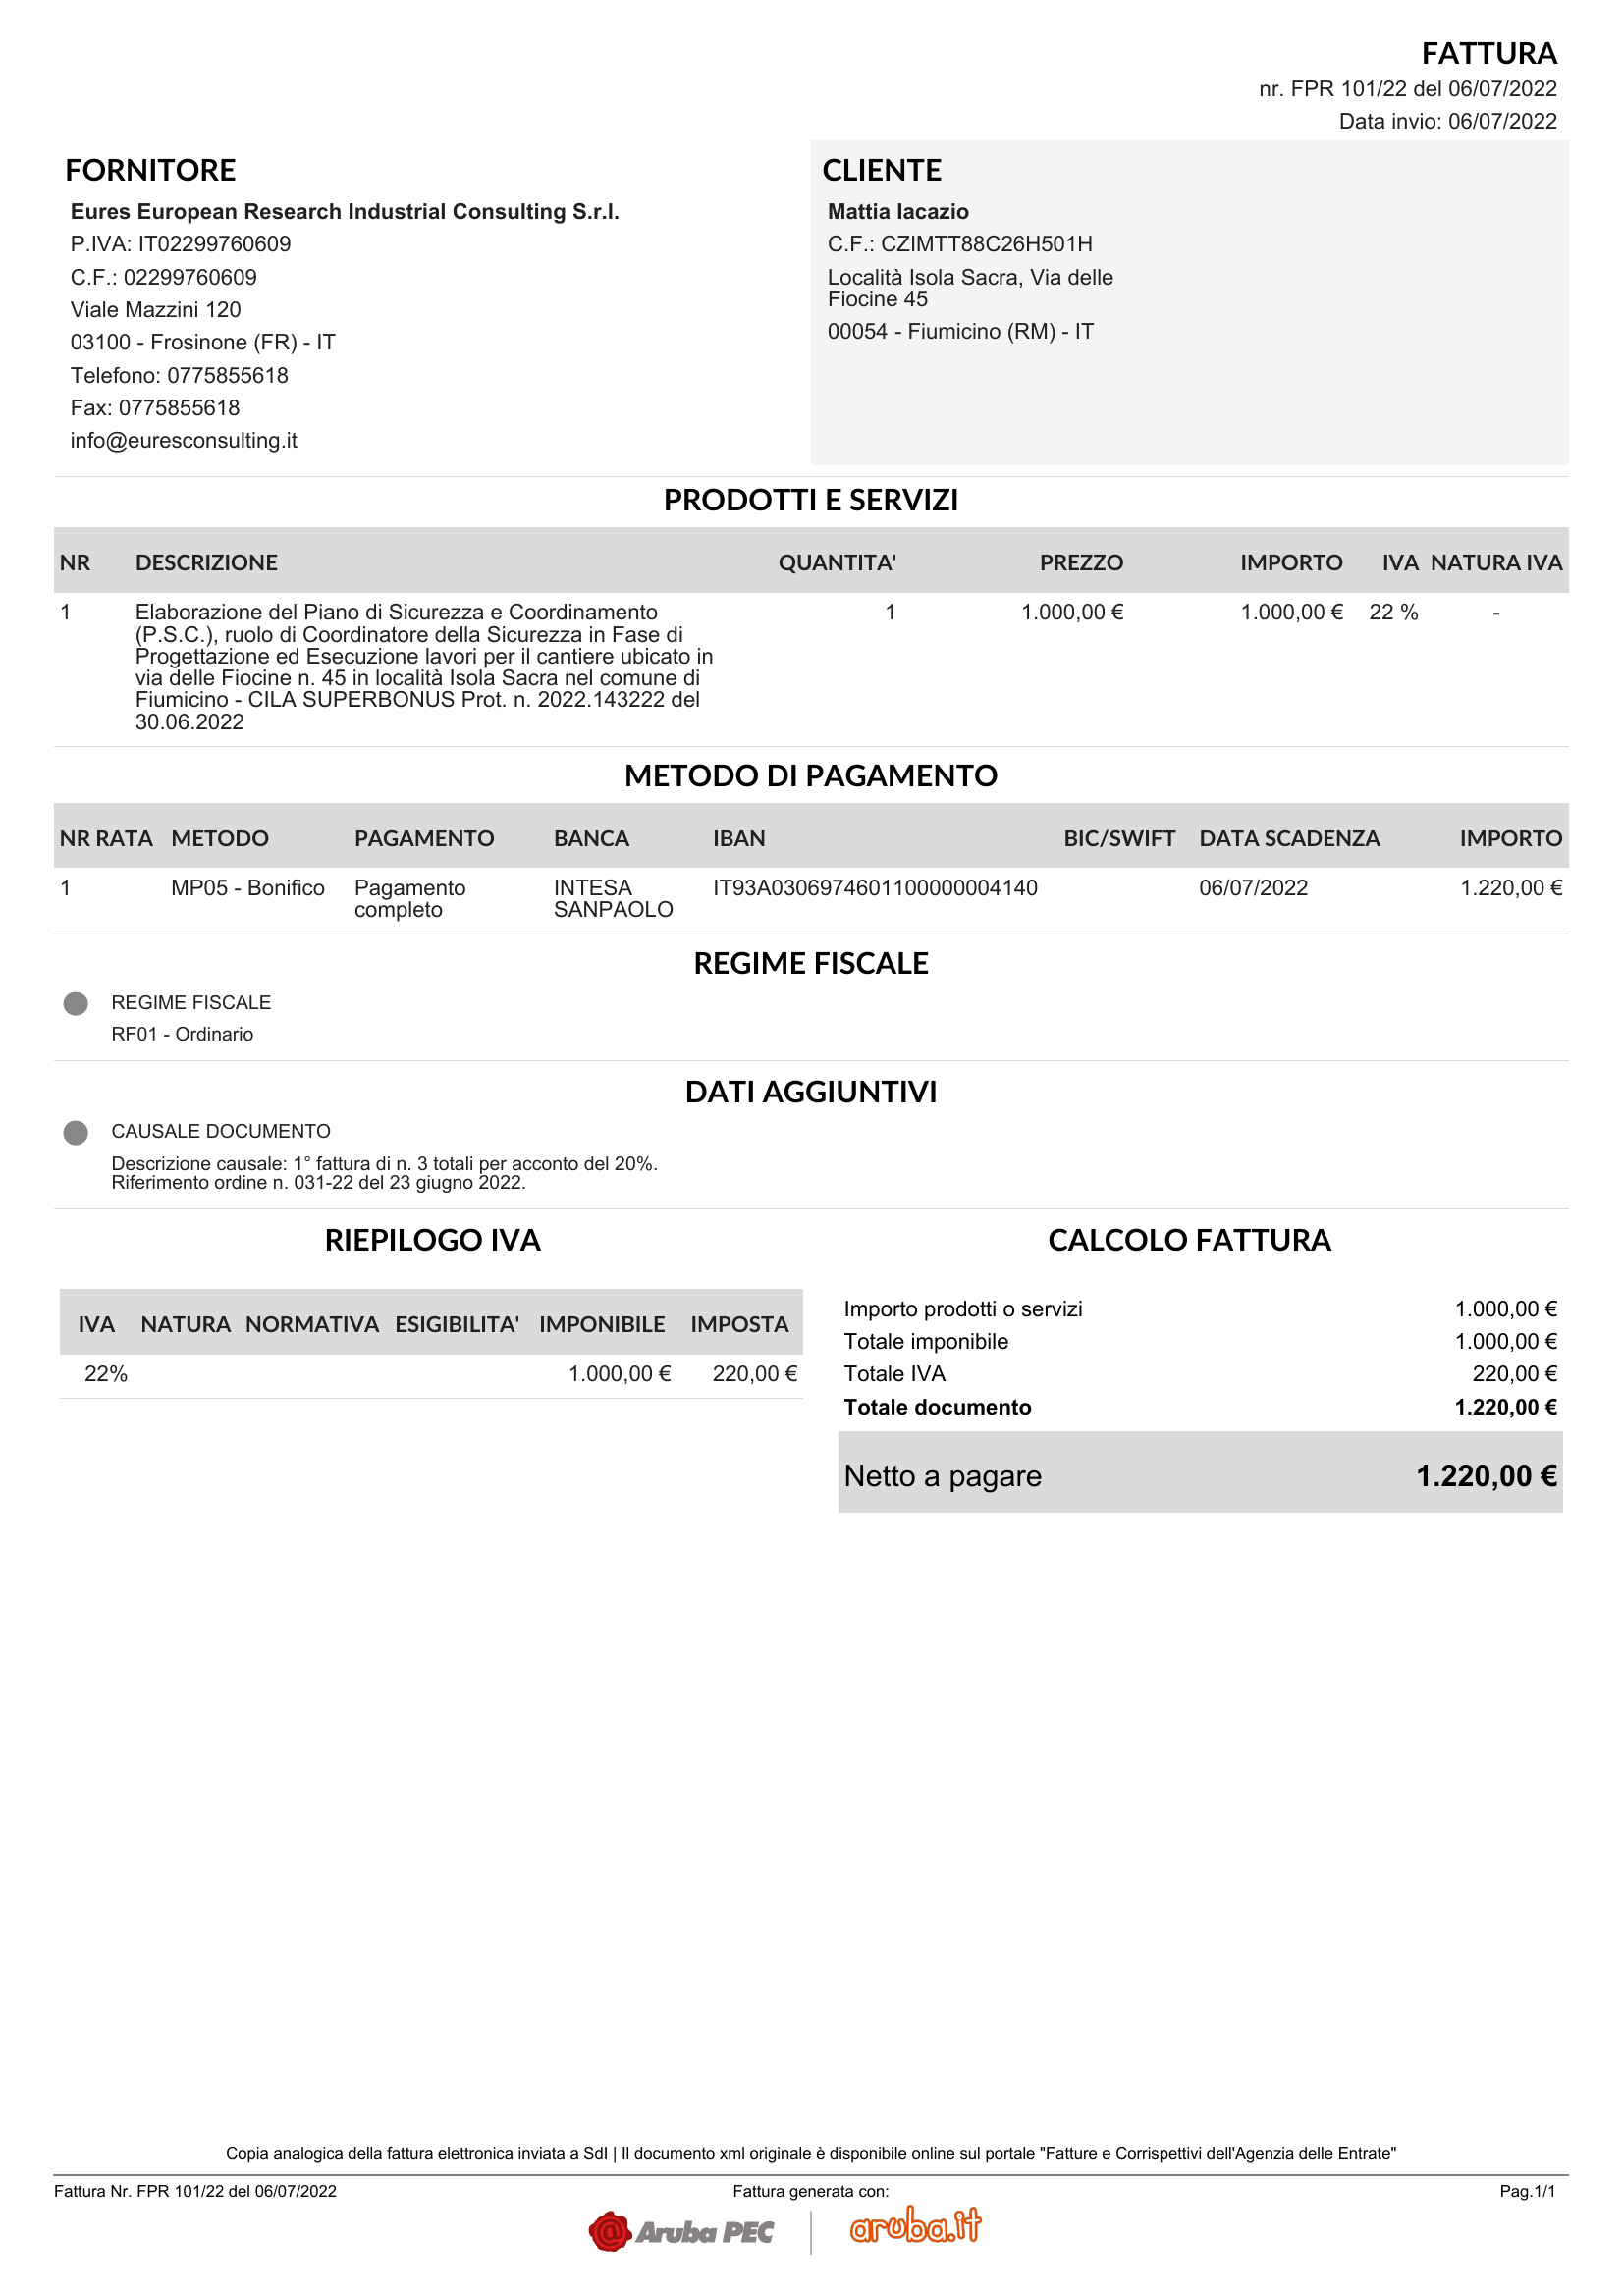 FATTURA
nr. FPR 101/22 del 06/07/2022
Data invio: 06/07/2022
FORNITORE
Eures European Research Industrial Consulting S.r.l.
P.IVA: IT02299760609
C.F.: 02299760609
Viale Mazzini 120
03100 - Frosinone (FR) - IT
Telefono: 0775855618
Fax: 0775855618
info@euresconsulting.it
CLIENTE
Mattia Iacazio
C.F.: CZIMTT88C26H501H
Località Isola Sacra, Via delle
Fiocine 45
00054 - Fiumicino (RM) - IT
PRODOTTI E SERVIZI
NR DESCRIZIONE QUANTITA' PREZZO IMPORTO IVA NATURA IVA
1 Elaborazione del Piano di Sicurezza e Coordinamento 1 1.000,00 € 1.000,00 € 22 % -
(P.S.C.), ruolo di Coordinatore della Sicurezza in Fase di
Progettazione ed Esecuzione lavori per il cantiere ubicato in
via delle Fiocine n. 45 in località Isola Sacra nel comune di
Fiumicino - CILA SUPERBONUS Prot. n. 2022.143222 del
30.06.2022
METODO DI PAGAMENTO
NR RATA METODO PAGAMENTO BANCA IBAN BIC/SWIFT DATA SCADENZA IMPORTO
1 MP05 - Bonifico Pagamento INTESA IT93A0306974601100000004140 06/07/2022 1.220,00 €
completo SANPAOLO
REGIME FISCALE
REGIME FISCALE
RF01 - Ordinario
DATI AGGIUNTIVI
CAUSALE DOCUMENTO
Descrizione causale: 1° fattura di n. 3 totali per acconto del 20%.
Riferimento ordine n. 031-22 del 23 giugno 2022.
RIEPILOGO IVA
IVA NATURA NORMATIVA ESIGIBILITA' IMPONIBILE IMPOSTA
22% 1.000,00 € 220,00 €
CALCOLO FATTURA
Importo prodotti o servizi 1.000,00 €
Totale imponibile 1.000,00 €
Totale IVA 220,00 €
Totale documento 1.220,00 €
Netto a pagare 1.220,00 €
Copia analogica della fattura elettronica inviata a SdI | Il documento xml originale è disponibile online sul portale "Fatture e Corrispettivi dell'Agenzia delle Entrate"
Fattura Nr. FPR 101/22 del 06/07/2022 Fattura generata con: Pag.1/1
@ Aruba PEC aruba.it